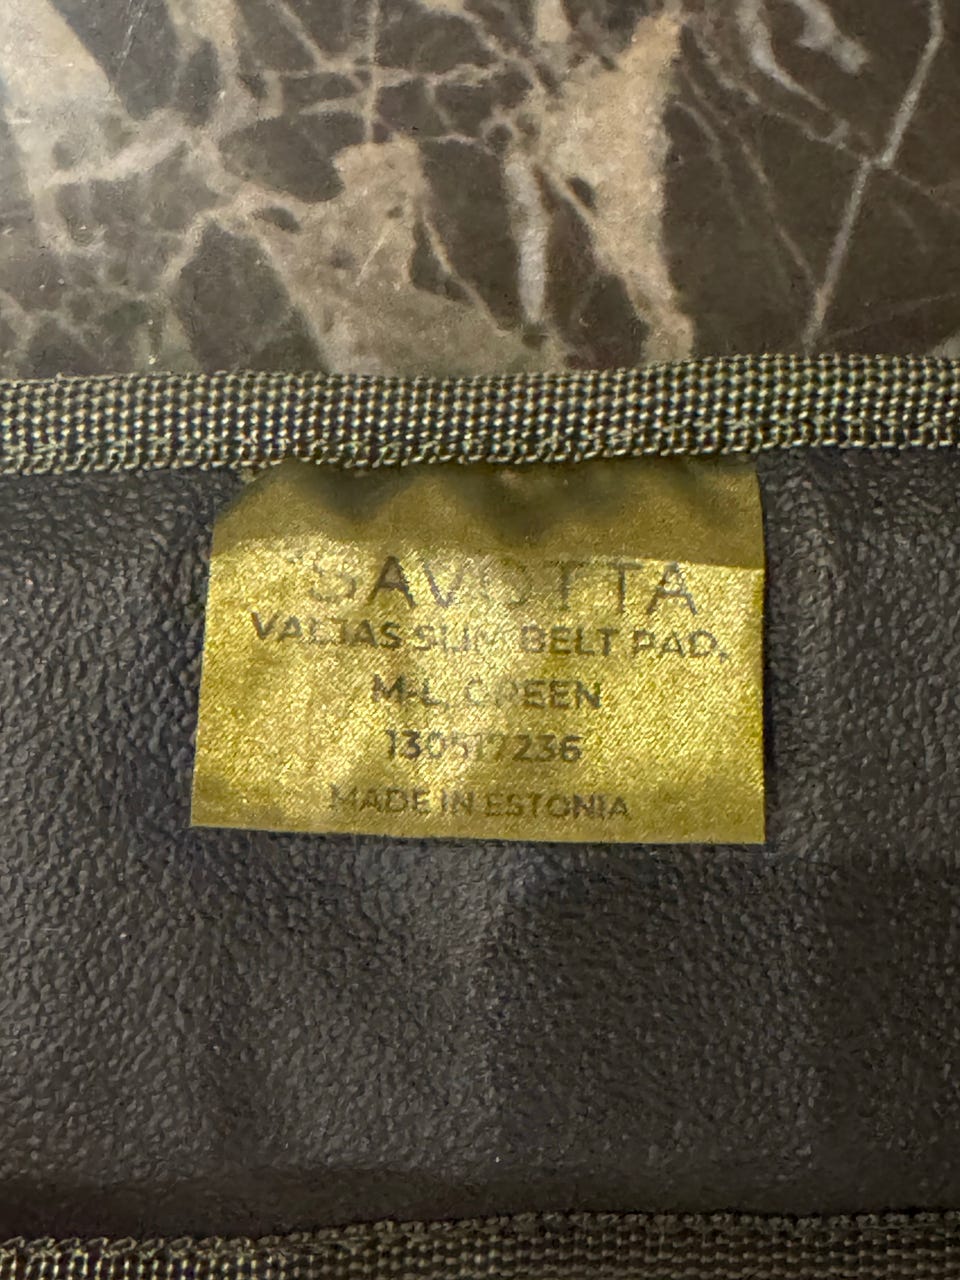 SAVOTTA
VALJAS SLIM BELT PAD,
M-L, GREEN
130517236
MADE IN ESTONIA